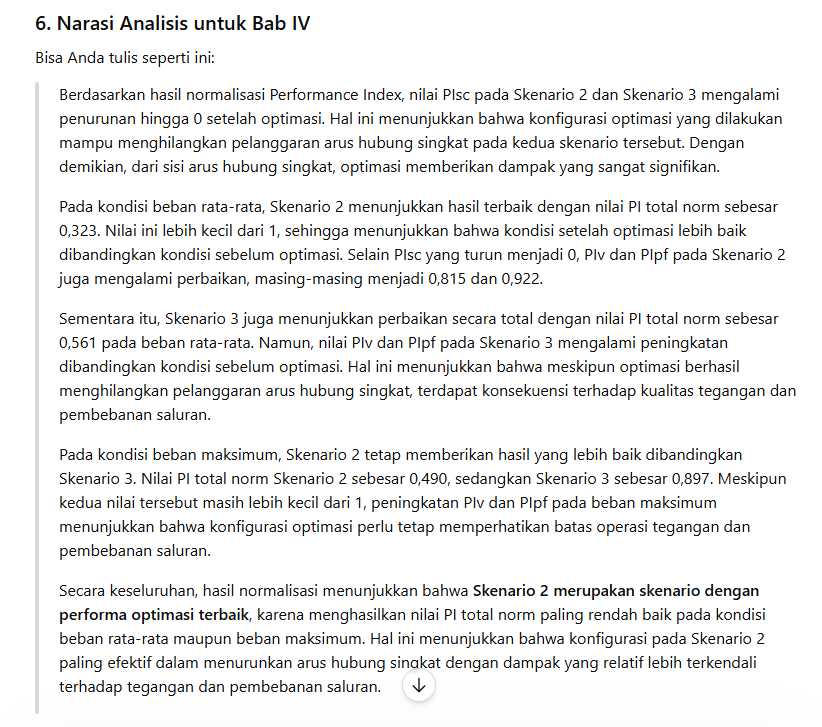 6. Narasi Analisis untuk Bab IV
Bisa Anda tulis seperti ini:
Berdasarkan hasil normalisasi Performance Index, nilai PIsc pada Skenario 2 dan Skenario 3 mengalami
penurunan hingga 0 setelah optimasi. Hal ini menunjukkan bahwa konfigurasi optimasi yang dilakukan
mampu menghilangkan pelanggaran arus hubung singkat pada kedua skenario tersebut. Dengan
demikian, dari sisi arus hubung singkat, optimasi memberikan dampak yang sangat signifikan.
Pada kondisi beban rata-rata, Skenario 2 menunjukkan hasil terbaik dengan nilai PI total norm sebesar
0,323. Nilai ini lebih kecil dari 1, sehingga menunjukkan bahwa kondisi setelah optimasi lebih baik
dibandingkan kondisi sebelum optimasi. Selain PIsc yang turun menjadi 0, PIv dan PIpf pada Skenario 2
juga mengalami perbaikan, masing-masing menjadi 0,815 dan 0,922.
Sementara itu, Skenario 3 juga menunjukkan perbaikan secara total dengan nilai PI total norm sebesar
0,561 pada beban rata-rata. Namun, nilai PIv dan PIpf pada Skenario 3 mengalami peningkatan
dibandingkan kondisi sebelum optimasi. Hal ini menunjukkan bahwa meskipun optimasi berhasil
menghilangkan pelanggaran arus hubung singkat, terdapat konsekuensi terhadap kualitas tegangan dan
pembebanan saluran.
Pada kondisi beban maksimum, Skenario 2 tetap memberikan hasil yang lebih baik dibandingkan
Skenario 3. Nilai PI total norm Skenario 2 sebesar 0,490, sedangkan Skenario 3 sebesar 0,897. Meskipun
kedua nilai tersebut masih lebih kecil dari 1, peningkatan PIv dan PIpf pada beban maksimum
menunjukkan bahwa konfigurasi optimasi perlu tetap memperhatikan batas operasi tegangan dan
pembebanan saluran.
Secara keseluruhan, hasil normalisasi menunjukkan bahwa Skenario 2 merupakan skenario dengan
performa optimasi terbaik, karena menghasilkan nilai PI total norm paling rendah baik pada kondisi
beban rata-rata maupun beban maksimum. Hal ini menunjukkan bahwa konfigurasi pada Skenario 2
paling efektif dalam menurunkan arus hubung singkat dengan dampak yang relatif lebih terkendali
terhadap tegangan dan pembebanan saluran.